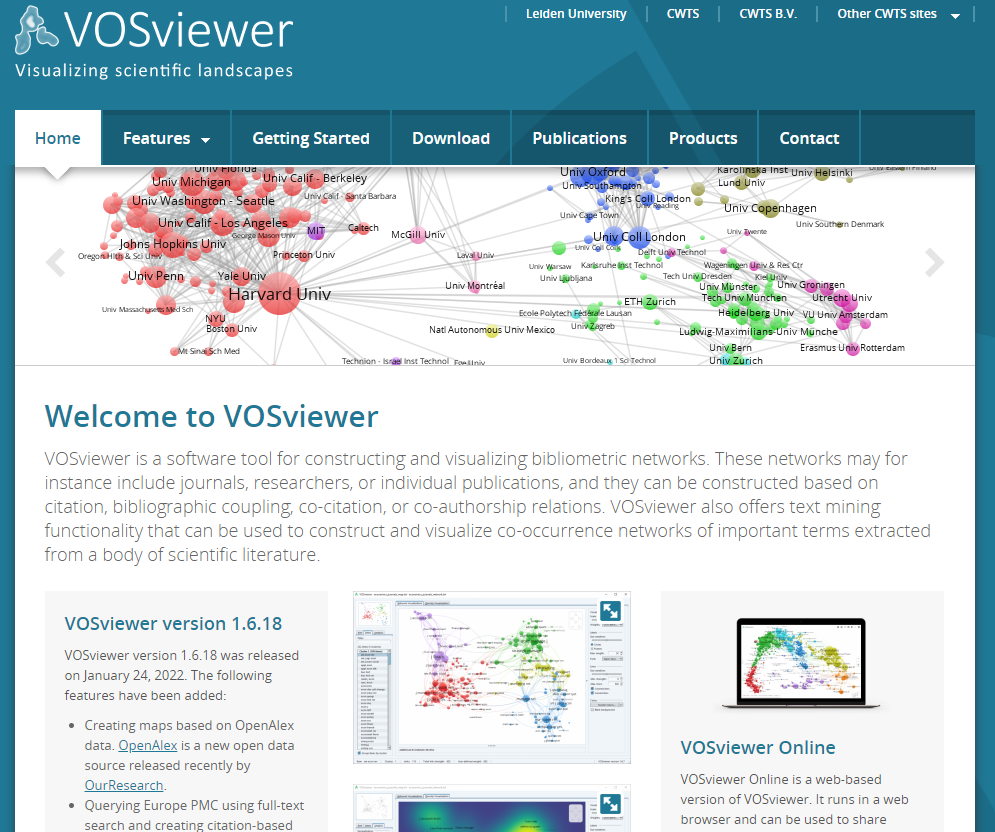 VOSviewer
Visualizing scientific landscapes
Leiden University
CWTS
CWTS B.V.
Other CWTS sites
Home
Features
Getting Started
Download
Publications
Products
Contact
Univ Florida
Univ Michigan
Univ Calif - Berkeley
Univ Calif - Santa Barbara
Univ Washington - Seattle
Univ Calif - Los Angeles
George Mason Univ
MIT
Caltech
McGill Univ
Johns Hopkins Univ
Oregon Hlth & Sci Univ
Princeton Univ
Laval Univ
Univ Penn
Yale Univ
Harvard Univ
Univ Montréal
Univ Massachusetts Med Sch
NYU
Boston Univ
Natl Autonomous Univ Mexico
Mt Sinai Sch Med
Technion - Israel Inst Technol
Univ Oxford
Univ Southampton
King's Coll London
Univ Reading
Univ Cape Town
Univ Coll London
Univ Coll Cork
Delft Univ Technol
Univ Warsaw
Karlsruhe Inst Technol
Univ Ljubljana
Tech Univ Dresden
ETH Zurich
Ecole Polytech Fédérale Lausan
Univ Zagreb
Univ Bordeaux 1 Sci Technol
Karolinska Inst
Univ Helsinki
Lund Univ
Univ Copenhagen
Univ Southern Denmark
Univ Twente
Wageningen Univ & Res Ctr
Kiel Univ
Univ Münster
Univ Groningen
Tech Univ München
Utrecht Univ
Heidelberg Univ
VU Univ Amsterdam
Ludwig-Maximilians-Univ Münche
Univ Bern
Erasmus Univ Rotterdam
Univ Zurich
Welcome to VOSviewer
VOSviewer is a software tool for constructing and visualizing bibliometric networks. These networks may for
instance include journals, researchers, or individual publications, and they can be constructed based on
citation, bibliographic coupling, co-citation, or co-authorship relations. VOSviewer also offers text mining
functionality that can be used to construct and visualize co-occurrence networks of important terms extracted
from a body of scientific literature.
VOSviewer version 1.6.18
VOSviewer version 1.6.18 was released
on January 24, 2022. The following
features have been added:
• Creating maps based on OpenAlex
data. OpenAlex is a new open data
source released recently by
OurResearch.
• Querying Europe PMC using full-text
search and creating citation-based
VOSviewer Online
VOSviewer Online is a web-based
version of VOSviewer. It runs in a web
browser and can be used to share